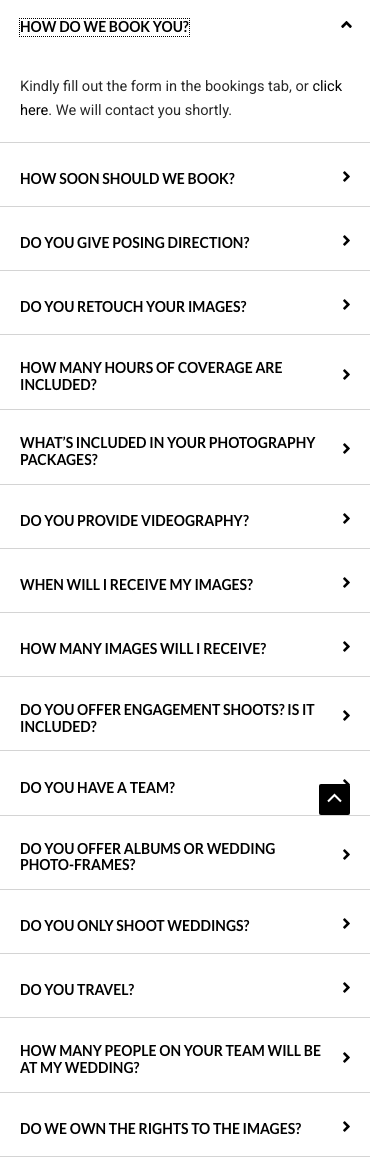 HOW DO WE BOOK YOU?
Kindly fill out the form in the bookings tab, or click
here. We will contact you shortly.
HOW SOON SHOULD WE BOOK?
DO YOU GIVE POSING DIRECTION?
DO YOU RETOUCH YOUR IMAGES?
HOW MANY HOURS OF COVERAGE ARE
INCLUDED?
WHAT'S INCLUDED IN YOUR PHOTOGRAPHY
PACKAGES?
DO YOU PROVIDE VIDEOGRAPHY?
WHEN WILL I RECEIVE MY IMAGES?
HOW MANY IMAGES WILL I RECEIVE?
DO YOU OFFER ENGAGEMENT SHOOTS? IS IT
INCLUDED?
DO YOU HAVE A TEAM?
DO YOU OFFER ALBUMS OR WEDDING
PHOTO-FRAMES?
DO YOU ONLY SHOOT WEDDINGS?
DO YOU TRAVEL?
HOW MANY PEOPLE ON YOUR TEAM WILL BE
AT MY WEDDING?
DO WE OWN THE RIGHTS TO THE IMAGES?